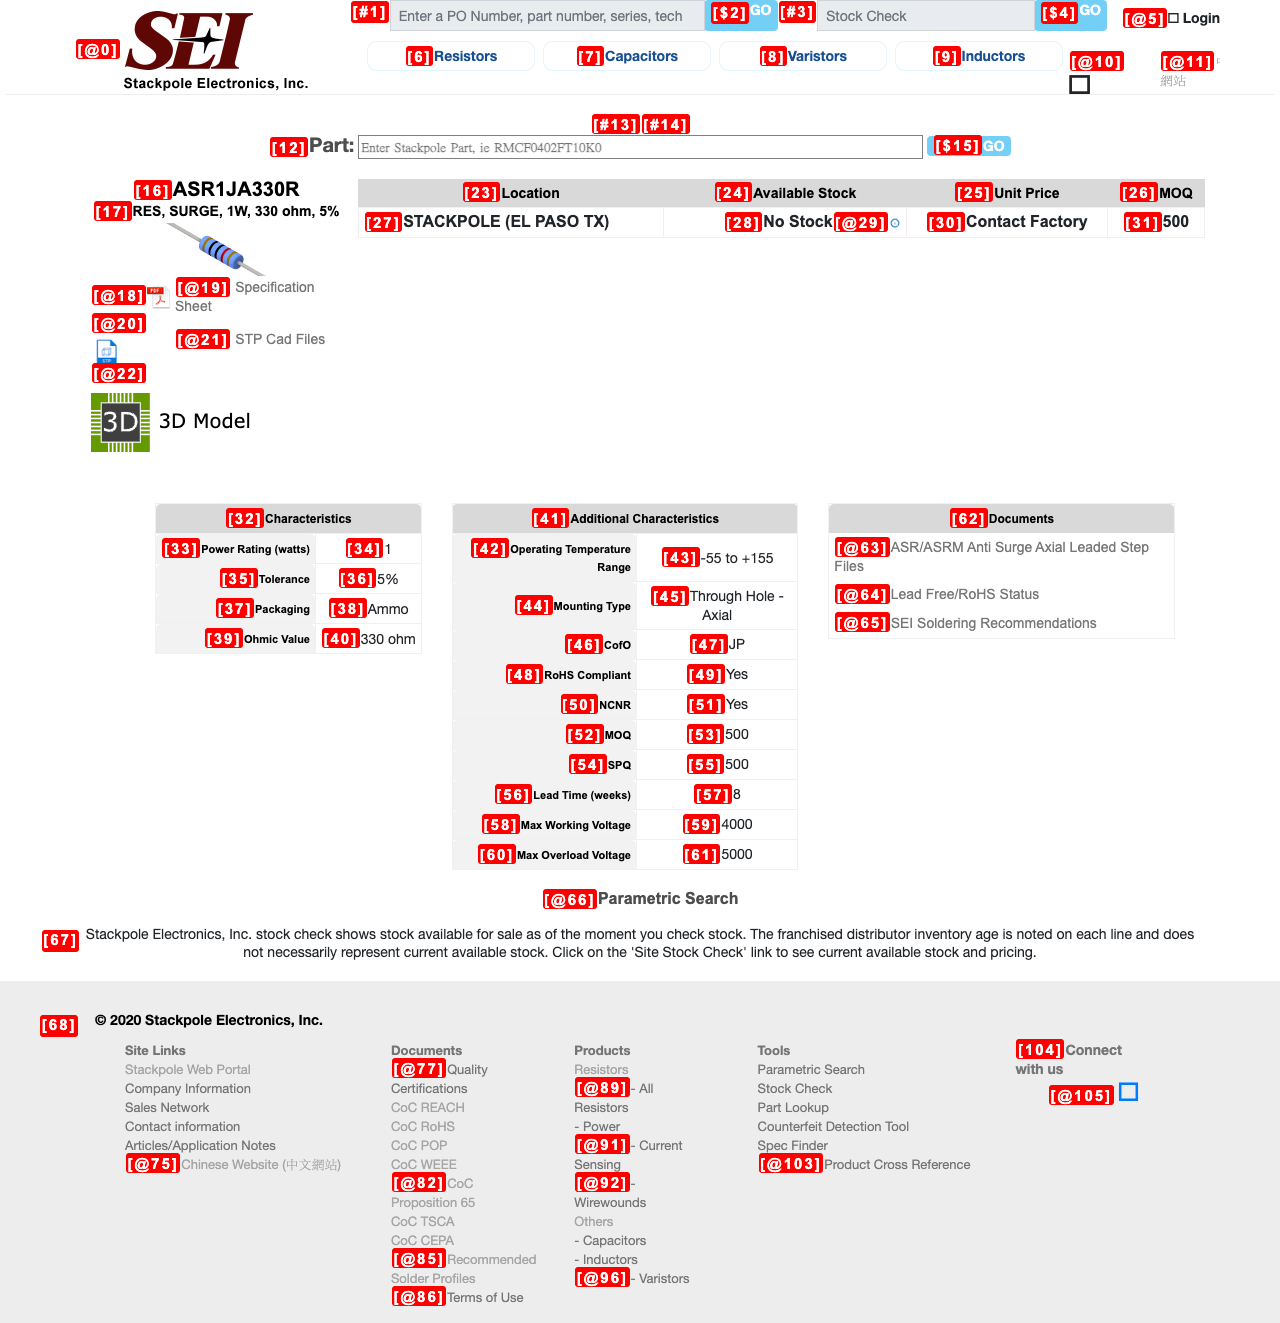 [#1] Enter a PO Number, part number, series, tech [$2] GO [#3] Stock Check [$4] GO [@5] Login
[@0] SEI
Stackpole Electronics, Inc.
[6] Resistors [7] Capacitors [8] Varistors [9] Inductors [@10] [@11]
網站
[#13] [#14]
[12] Part: Enter Stackpole Part, ie RMCF0402FT10K0 [$15] GO
[16] ASR1JA330R
[17] RES, SURGE, 1W, 330 ohm, 5%
[23] Location [24] Available Stock [25] Unit Price [26] MOQ
[27] STACKPOLE (EL PASO TX) [28] No Stock [@29] [30] Contact Factory [31] 500
[@18] PDF [@19] Specification
Sheet
[@20] STP [@21] STP Cad Files
[@22]
3D 3D Model
[32] Characteristics
[33] Power Rating (watts) [34] 1
[35] Tolerance [36] 5%
[37] Packaging [38] Ammo
[39] Ohmic Value [40] 330 ohm
[41] Additional Characteristics
[42] Operating Temperature
Range [43] -55 to +155
[44] Mounting Type [45] Through Hole -
Axial
[46] CofO [47] JP
[48] RoHS Compliant [49] Yes
[50] NCNR [51] Yes
[52] MOQ [53] 500
[54] SPQ [55] 500
[56] Lead Time (weeks) [57] 8
[58] Max Working Voltage [59] 4000
[60] Max Overload Voltage [61] 5000
[62] Documents
[@63] ASR/ASRM Anti Surge Axial Leaded Step
Files
[@64] Lead Free/RoHS Status
[@65] SEI Soldering Recommendations
[@66] Parametric Search
[67] Stackpole Electronics, Inc. stock check shows stock available for sale as of the moment you check stock. The franchised distributor inventory age is noted on each line and does
not necessarily represent current available stock. Click on the 'Site Stock Check' link to see current available stock and pricing.
[68] © 2020 Stackpole Electronics, Inc.
Site Links
Stackpole Web Portal
Company Information
Sales Network
Contact information
Articles/Application Notes
[@75] Chinese Website (中文網站)
Documents
[@77] Quality
Certifications
CoC REACH
CoC RoHS
CoC POP
CoC WEEE
[@82] CoC
Proposition 65
CoC TSCA
CoC CEPA
[@85] Recommended
Solder Profiles
[@86] Terms of Use
Products
Resistors
[@89] - All
Resistors
- Power
[@91] - Current
Sensing
[@92] -
Wirewounds
Others
- Capacitors
- Inductors
[@96] - Varistors
Tools
Parametric Search
Stock Check
Part Lookup
Counterfeit Detection Tool
Spec Finder
[@103] Product Cross Reference
[104] Connect
with us
[@105]